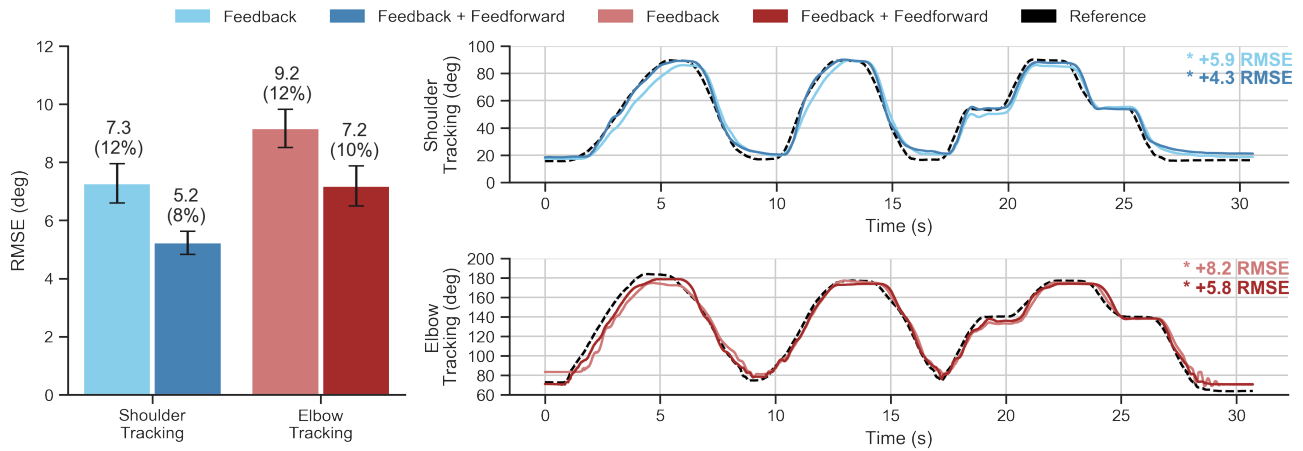 Feedback Feedback + Feedforward Feedback Feedback + Feedforward Reference
RMSE (deg)
12
10
8
6
4
2
0
7.3
(12%)
5.2
(8%)
9.2
(12%)
7.2
(10%)
Shoulder
Tracking
Elbow
Tracking
Shoulder
Tracking (deg)
100
80
60
40
20
0
* +5.9 RMSE
* +4.3 RMSE
0 5 10 15 20 25 30
Time (s)
Elbow
Tracking (deg)
200
180
160
140
120
100
80
60
* +8.2 RMSE
* +5.8 RMSE
0 5 10 15 20 25 30
Time (s)